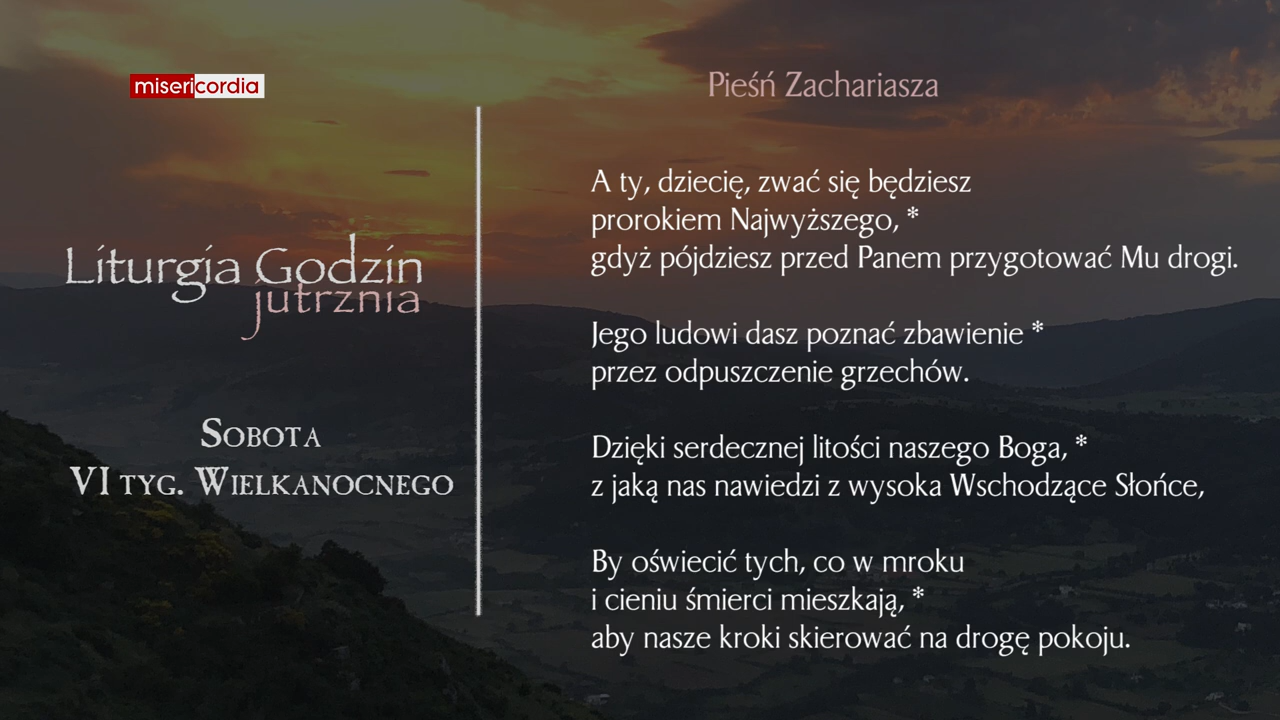 misericordia
Liturgia Godzin
jutrznia
Sobota
VI tyg. Wielkanocnego
Pieśń Zachariasza
A ty, dziecię, zwać się będziesz
prorokiem Najwyższego, *
gdyż pójdziesz przed Panem przygotować Mu drogi.
Jego ludowi dasz poznać zbawienie *
przez odpuszczenie grzechów.
Dzięki serdecznej litości naszego Boga, *
z jaką nas nawiedzi z wysoka Wschodzące Słońce,
By oświecić tych, co w mroku
i cieniu śmierci mieszkają, *
aby nasze kroki skierować na drogę pokoju.